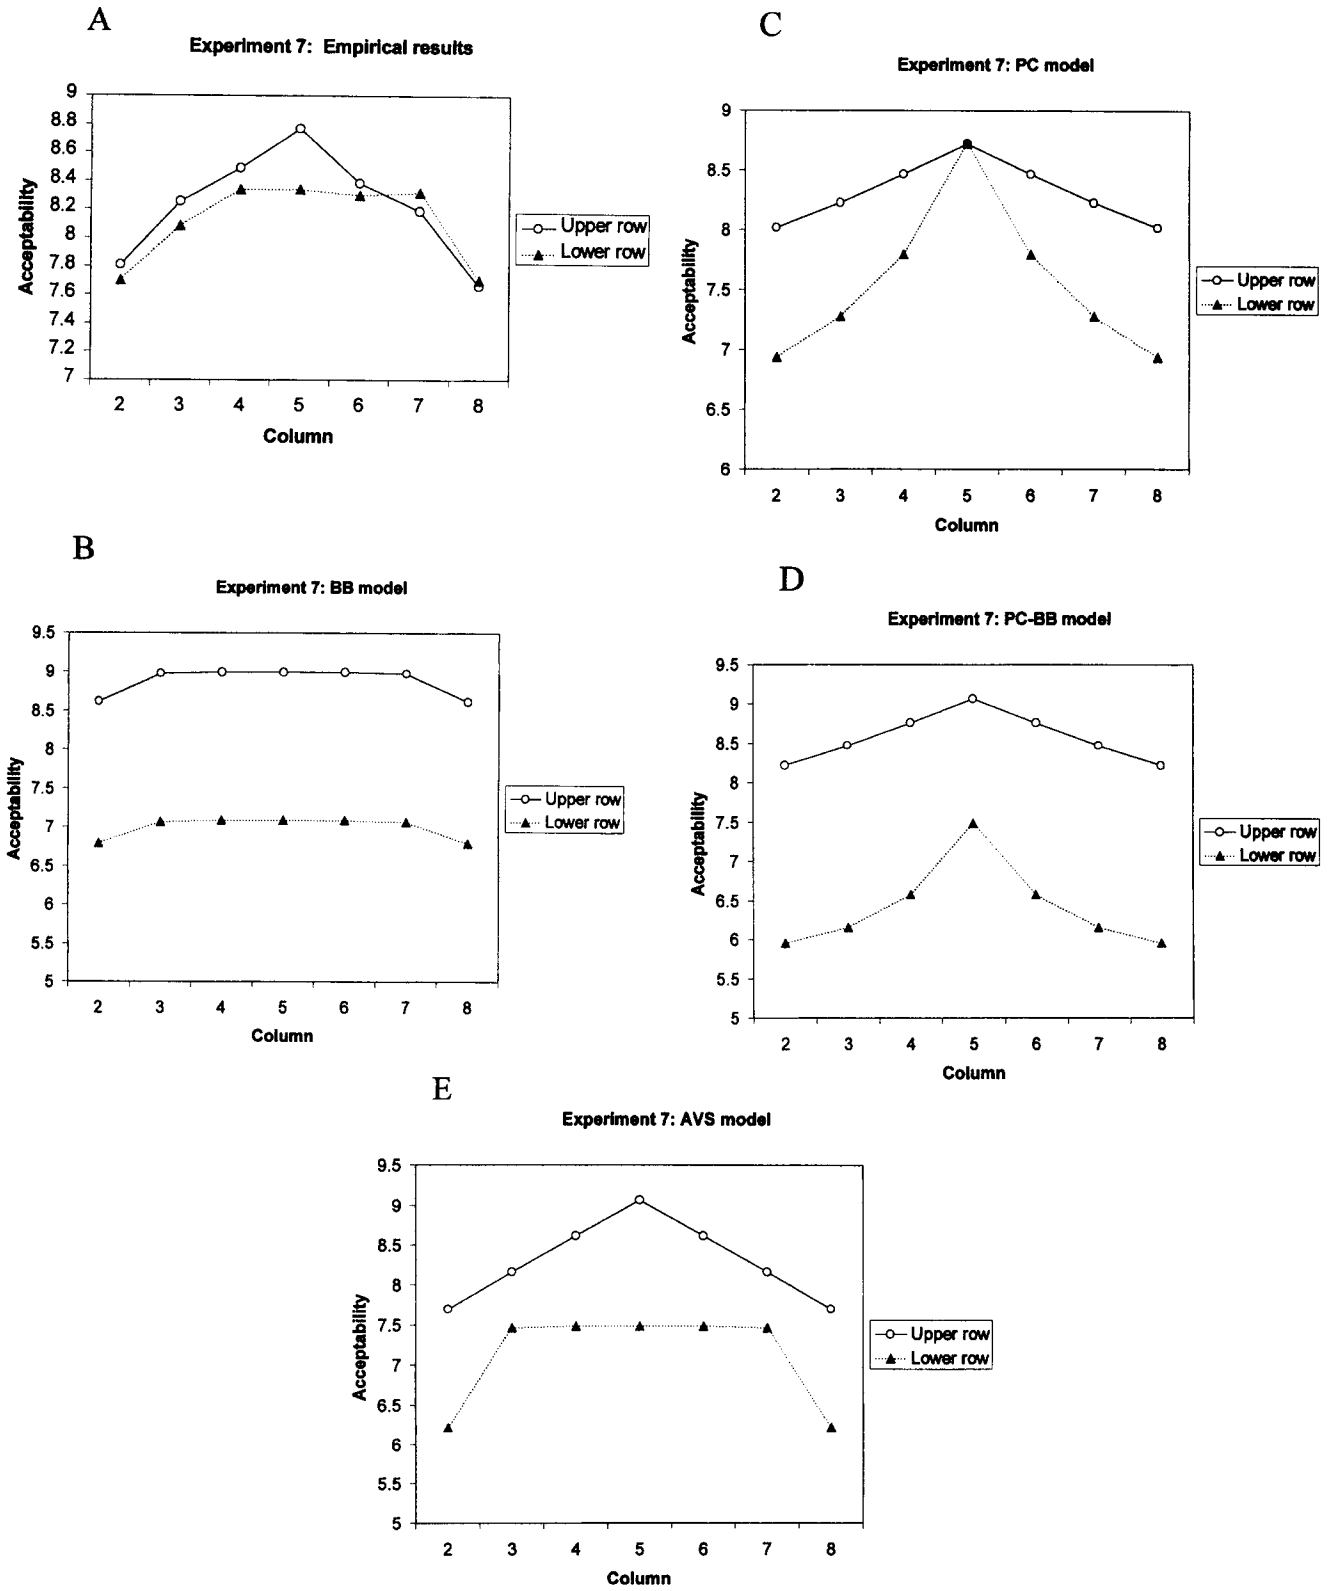 A
Experiment 7: Empirical results
9
8.8
8.6
8.4
8.2
8
7.8
7.6
7.4
7.2
7
Acceptability
2 3 4 5 6 7 8
Column
Upper row
Lower row
C
Experiment 7: PC model
9
8.5
8
7.5
7
6.5
6
Acceptability
2 3 4 5 6 7 8
Column
Upper row
Lower row
B
Experiment 7: BB model
9.5
9
8.5
8
7.5
7
6.5
6
5.5
5
Acceptability
2 3 4 5 6 7 8
Column
Upper row
Lower row
D
Experiment 7: PC-BB model
9.5
9
8.5
8
7.5
7
6.5
6
5.5
5
Acceptability
2 3 4 5 6 7 8
Column
Upper row
Lower row
E
Experiment 7: AVS model
9.5
9
8.5
8
7.5
7
6.5
6
5.5
5
Acceptability
2 3 4 5 6 7 8
Column
Upper row
Lower row